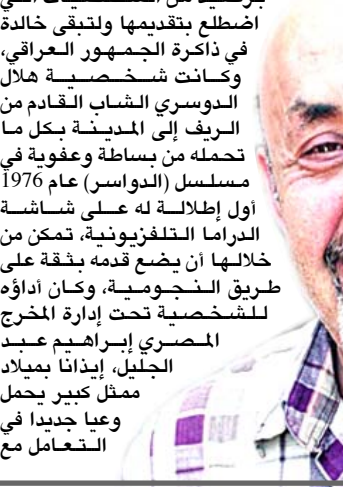 اضطلع بتقديمها ولتبقى خالدة
في ذاكرة الجمهور العراقي،
وكانت شخصية هلال
الدوسري الشاب القادم من
الريف إلى المدينة بكل ما
تحمله من بساطة وعفوية في
مسلسل (الدواسر) عام 1976
أول إطلالة له على شاشة
الدراما التلفزيونية، تمكن من
خلالها أن يضع قدمه بثقة على
طريق النجومية، وكان أداؤه
للشخصية تحت إدارة المخرج
المصري إبراهيم عبد
الجليل، إيذانا بميلاد
ممثل كبير يحمل
وعيا جديدا في
التعامل مع